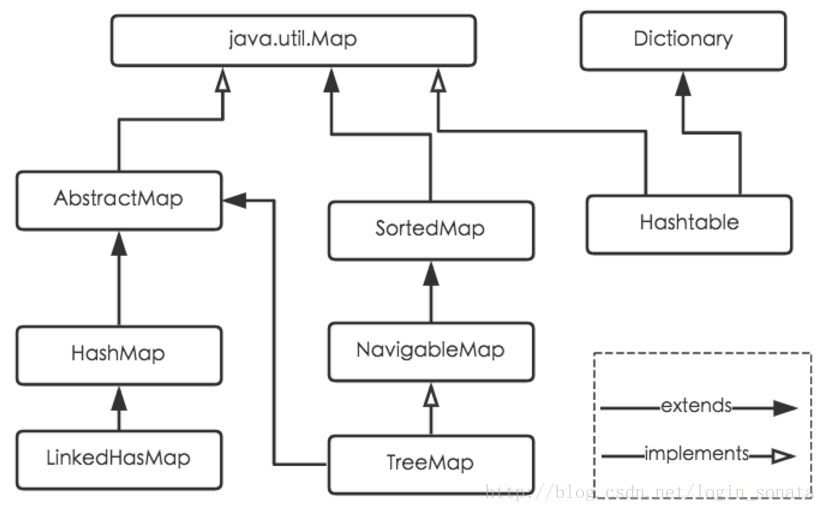 java.util.Map
Dictionary
AbstractMap
SortedMap
Hashtable
HashMap
NavigableMap
LinkedHasMap
TreeMap
extends
implements
http://blog.csdn.net/login_sonata